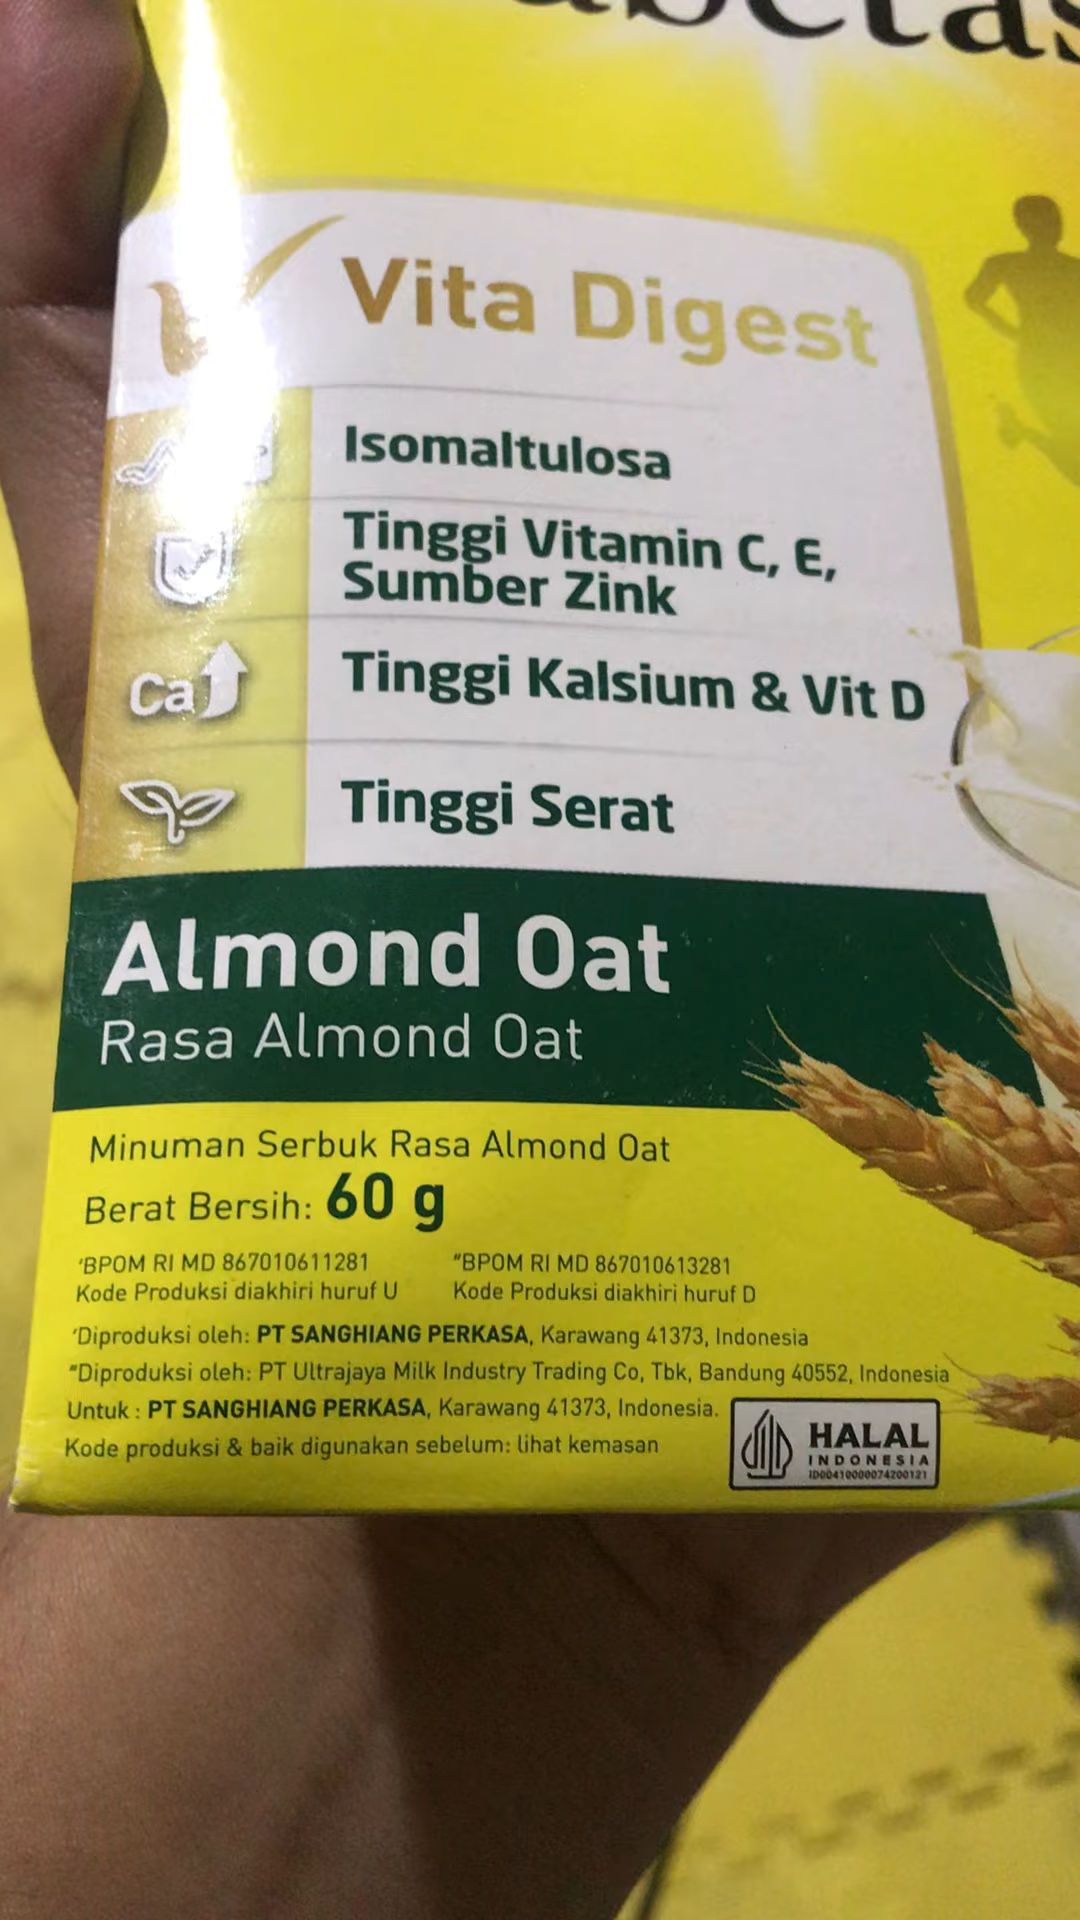 Vita Digest
Isomaltulosa
Tinggi Vitamin C, E,
Sumber Zink
Ca
Tinggi Kalsium & Vit D
Tinggi Serat
Almond Oat
Rasa Almond Oat
Minuman Serbuk Rasa Almond Oat
Berat Bersih: 60 g
'BPOM RI MD 867010611281
Kode Produksi diakhiri huruf U
"BPOM RI MD 867010613281
Kode Produksi diakhiri huruf D
'Diproduksi oleh: PT SANGHIANG PERKASA, Karawang 41373, Indonesia
"Diproduksi oleh: PT Ultrajaya Milk Industry Trading Co, Tbk, Bandung 40552, Indonesia
Untuk : PT SANGHIANG PERKASA, Karawang 41373, Indonesia.
Kode produksi & baik digunakan sebelum: lihat kemasan
HALAL
INDONESIA
ID00410000074200121